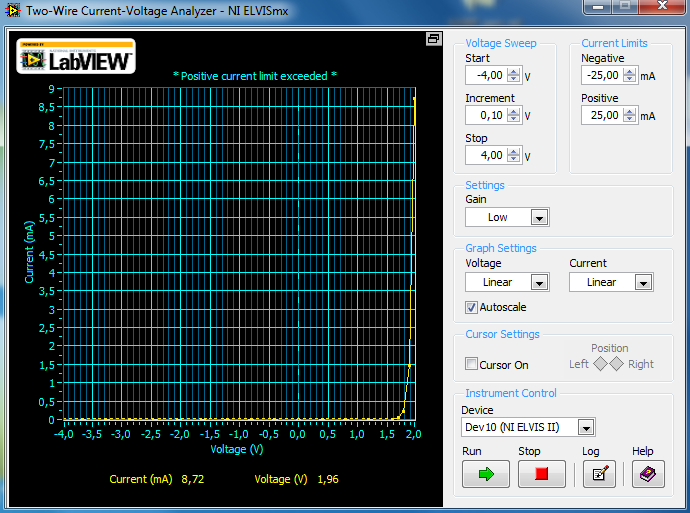 Two-Wire Current-Voltage Analyzer - NI ELVISmx
LabVIEW
* Positive current limit exceeded *
9
8,5
8
7,5
7
6,5
6
5,5
5
4,5
4
3,5
3
2,5
2
1,5
1
0,5
0
Current (mA)
-4,0 -3,5 -3,0 -2,5 -2,0 -1,5 -1,0 -0,5 0,0 0,5 1,0 1,5 2,0
Voltage (V)
Current (mA) 8,72 Voltage (V) 1,96
Voltage Sweep
Start
-4,00 V
Increment
0,10 V
Stop
4,00 V
Current Limits
Negative
-25,00 mA
Positive
25,00 mA
Settings
Gain
Low
Graph Settings
Voltage Current
Linear Linear
Autoscale
Cursor Settings
Position
Cursor On Left Right
Instrument Control
Device
Dev10 (NI ELVIS II)
Run Stop Log Help